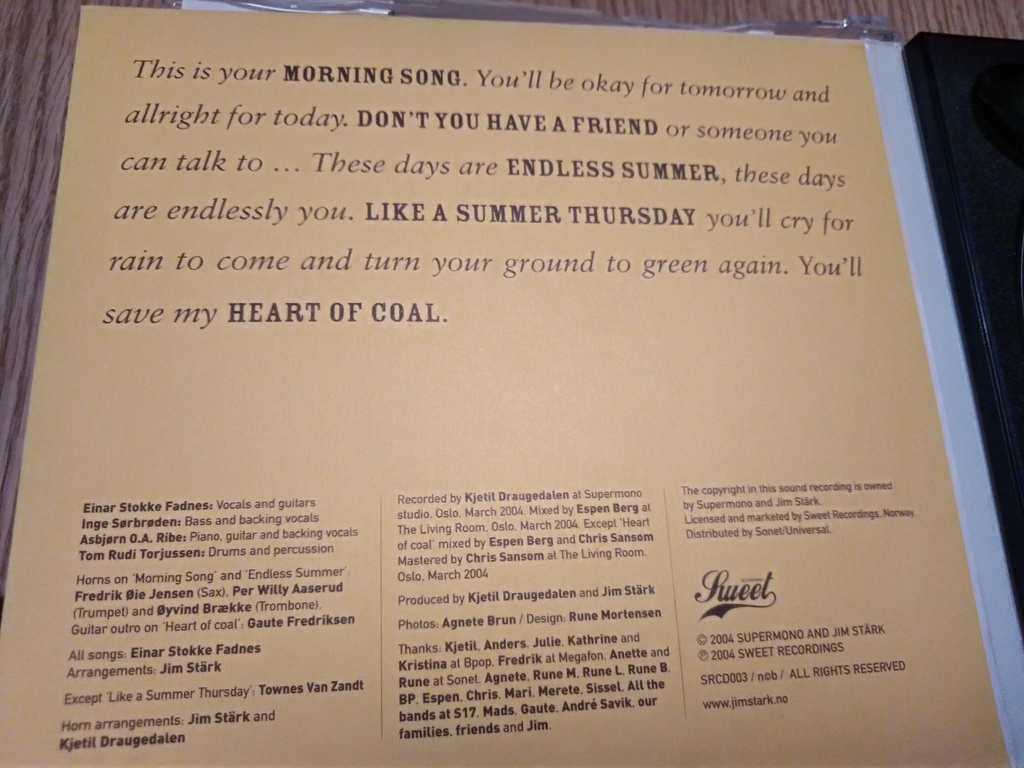 This is your MORNING SONG. You'll be okay for tomorrow and
allright for today. DON'T YOU HAVE A FRIEND or someone you
can talk to ... These days are ENDLESS SUMMER, these days
are endlessly you. LIKE A SUMMER THURSDAY you'll cry for
rain to come and turn your ground to green again. You'll
save my HEART OF COAL.
Einar Stokke Fadnes: Vocals and guitars
Inge Sørbrøden: Bass and backing vocals
Asbjørn O.A. Ribe: Piano, guitar and backing vocals
Tom Rudi Torjussen: Drums and percussion
Horns on 'Morning Song' and 'Endless Summer':
Fredrik Øie Jensen (Sax), Per Willy Aaserud
(Trumpet) and Øyvind Brække (Trombone).
Guitar outro on 'Heart of coal': Gaute Fredriksen
All songs: Einar Stokke Fadnes
Arrangements: Jim Stärk
Except 'Like a Summer Thursday': Townes Van Zandt
Horn arrangements: Jim Stärk and
Kjetil Draugedalen
Recorded by Kjetil Draugedalen at Supermono
studio, Oslo, March 2004. Mixed by Espen Berg at
The Living Room, Oslo, March 2004. Except 'Heart
of coal' mixed by Espen Berg and Chris Sansom
Mastered by Chris Sansom at The Living Room,
Oslo, March 2004
Produced by Kjetil Draugedalen and Jim Stärk
Photos: Agnete Brun / Design: Rune Mortensen
Thanks: Kjetil, Anders, Julie, Kathrine and
Kristina at Bpop, Fredrik at Megafon, Anette and
Rune at Sonet, Agnete, Rune M, Rune L, Rune B,
BP, Espen, Chris, Mari, Merete, Sissel, All the
bands at S17, Mads, Gaute, André Savik, our
families, friends and Jim.
The copyright in this sound recording is owned
by Supermono and Jim Stärk.
Licensed and marketed by Sweet Recordings, Norway
Distributed by Sonet/Universal.
Sweet
© 2004 SUPERMONO AND JIM STÄRK
℗ 2004 SWEET RECORDINGS
SRCD003 / n©b / ALL RIGHTS RESERVED
www.jimstark.no